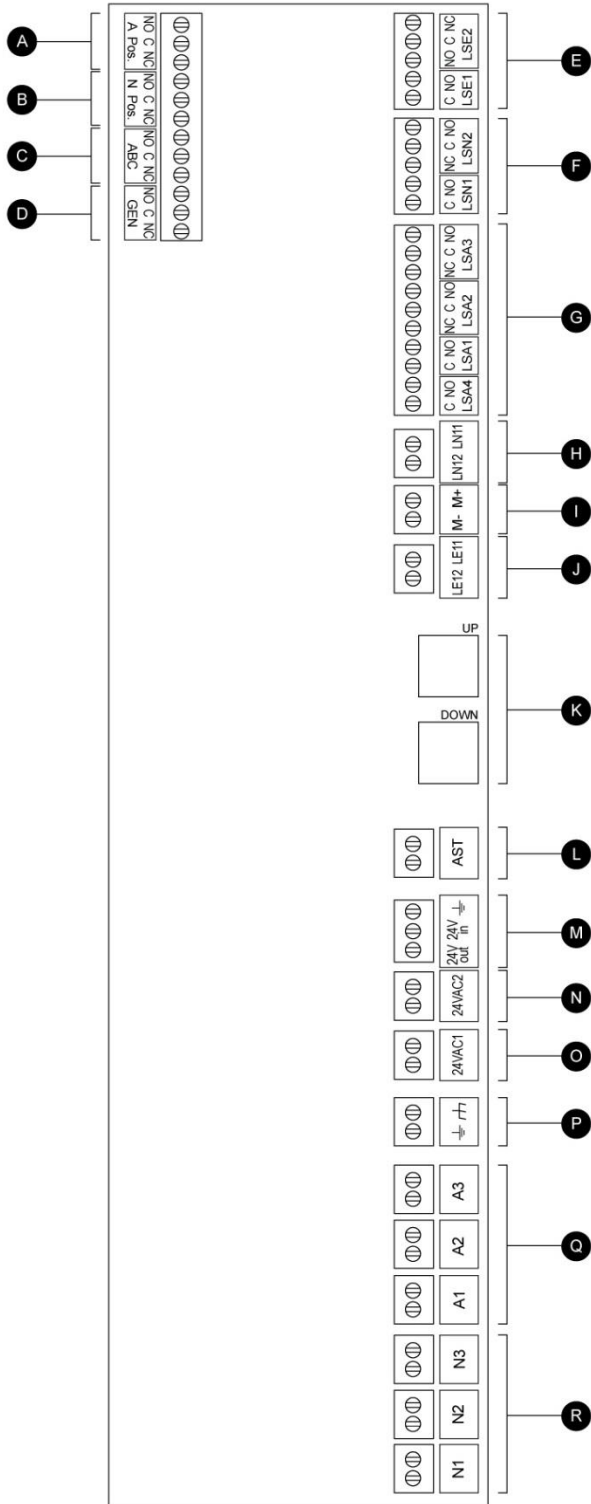 A
NO C NC
A Pos.
B
NO C NC
N Pos.
C
NO C NC
ABC
D
NO C NC
GEN
NO C NC
LSE2
C NO
LSE1
E
NC C NO
LSN2
C NO
LSN1
F
NC C NO
LSA3
NC C NO
LSA2
C NO
LSA1
C NO
LSA4
G
LN12 LN11
H
M- M+
I
LE12 LE11
J
UP
DOWN
K
AST
L
24V 24V
out in
M
24VAC2
N
24VAC1
O
P
A3
A2
A1
Q
N3
N2
N1
R